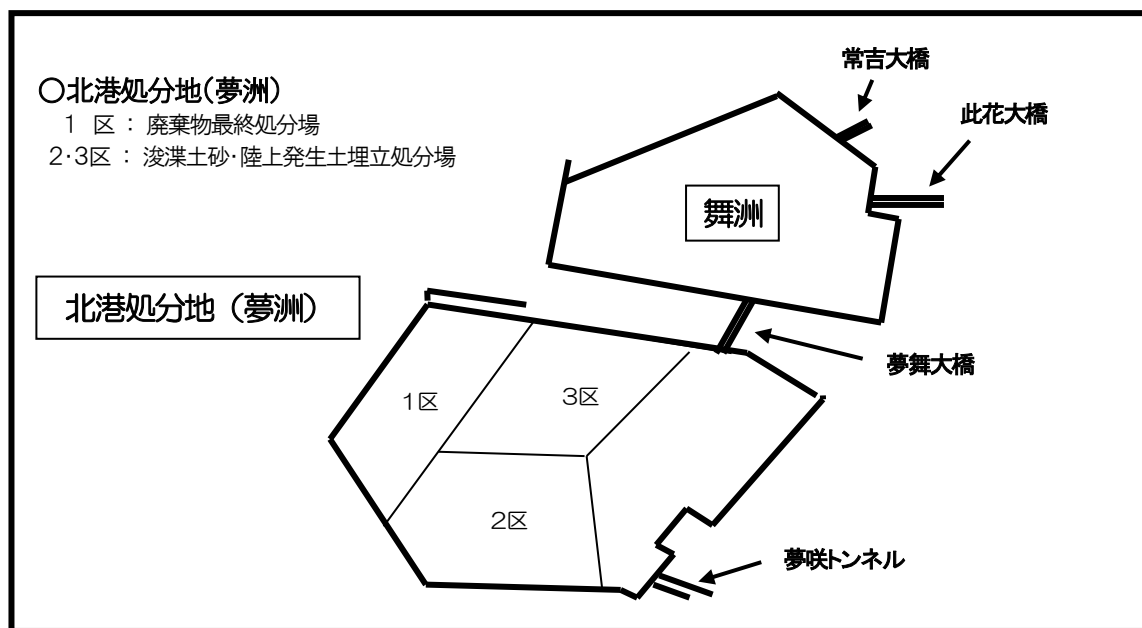 ○北港処分地(夢洲)
1 区 : 廃棄物最終処分場
2・3区 : 浚渫土砂・陸上発生土埋立処分場
常吉大橋
此花大橋
舞洲
北港処分地 (夢洲)
夢舞大橋
1区
3区
2区
夢咲トンネル